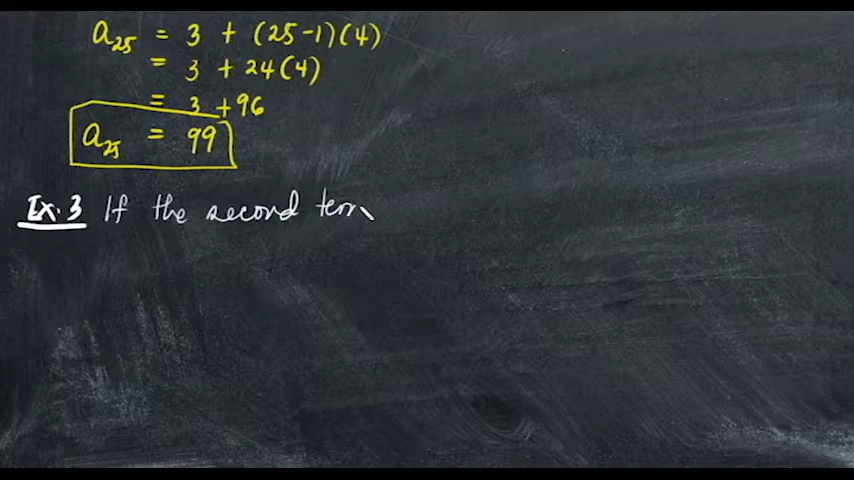 a₂₅ = 3 + (25-1)(4)
= 3 + 24(4)
= 3 + 96
a₂₅ = 99
Ex. 3 If the second term